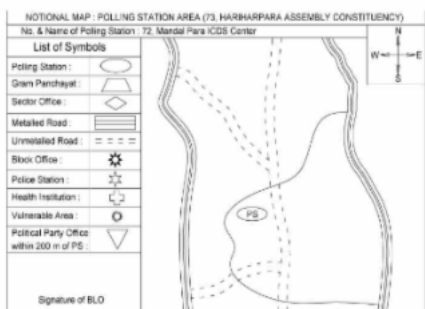 NOTIONAL MAP : POLLING STATION AREA (73, HARIHARPARA ASSEMBLY CONSTITUENCY)
No. & Name of Polling Station : 72, Mandal Para ICDS Center
List of Symbols
Polling Station :
Gram Panchayat :
Sector Office :
Metalled Road :
Unmetalled Road :
Block Office :
Police Station :
Health Institution :
Vulnerable Area :
Political Party Office
within 200 m of PS :
Signature of BLO
N
W
E
S
PS